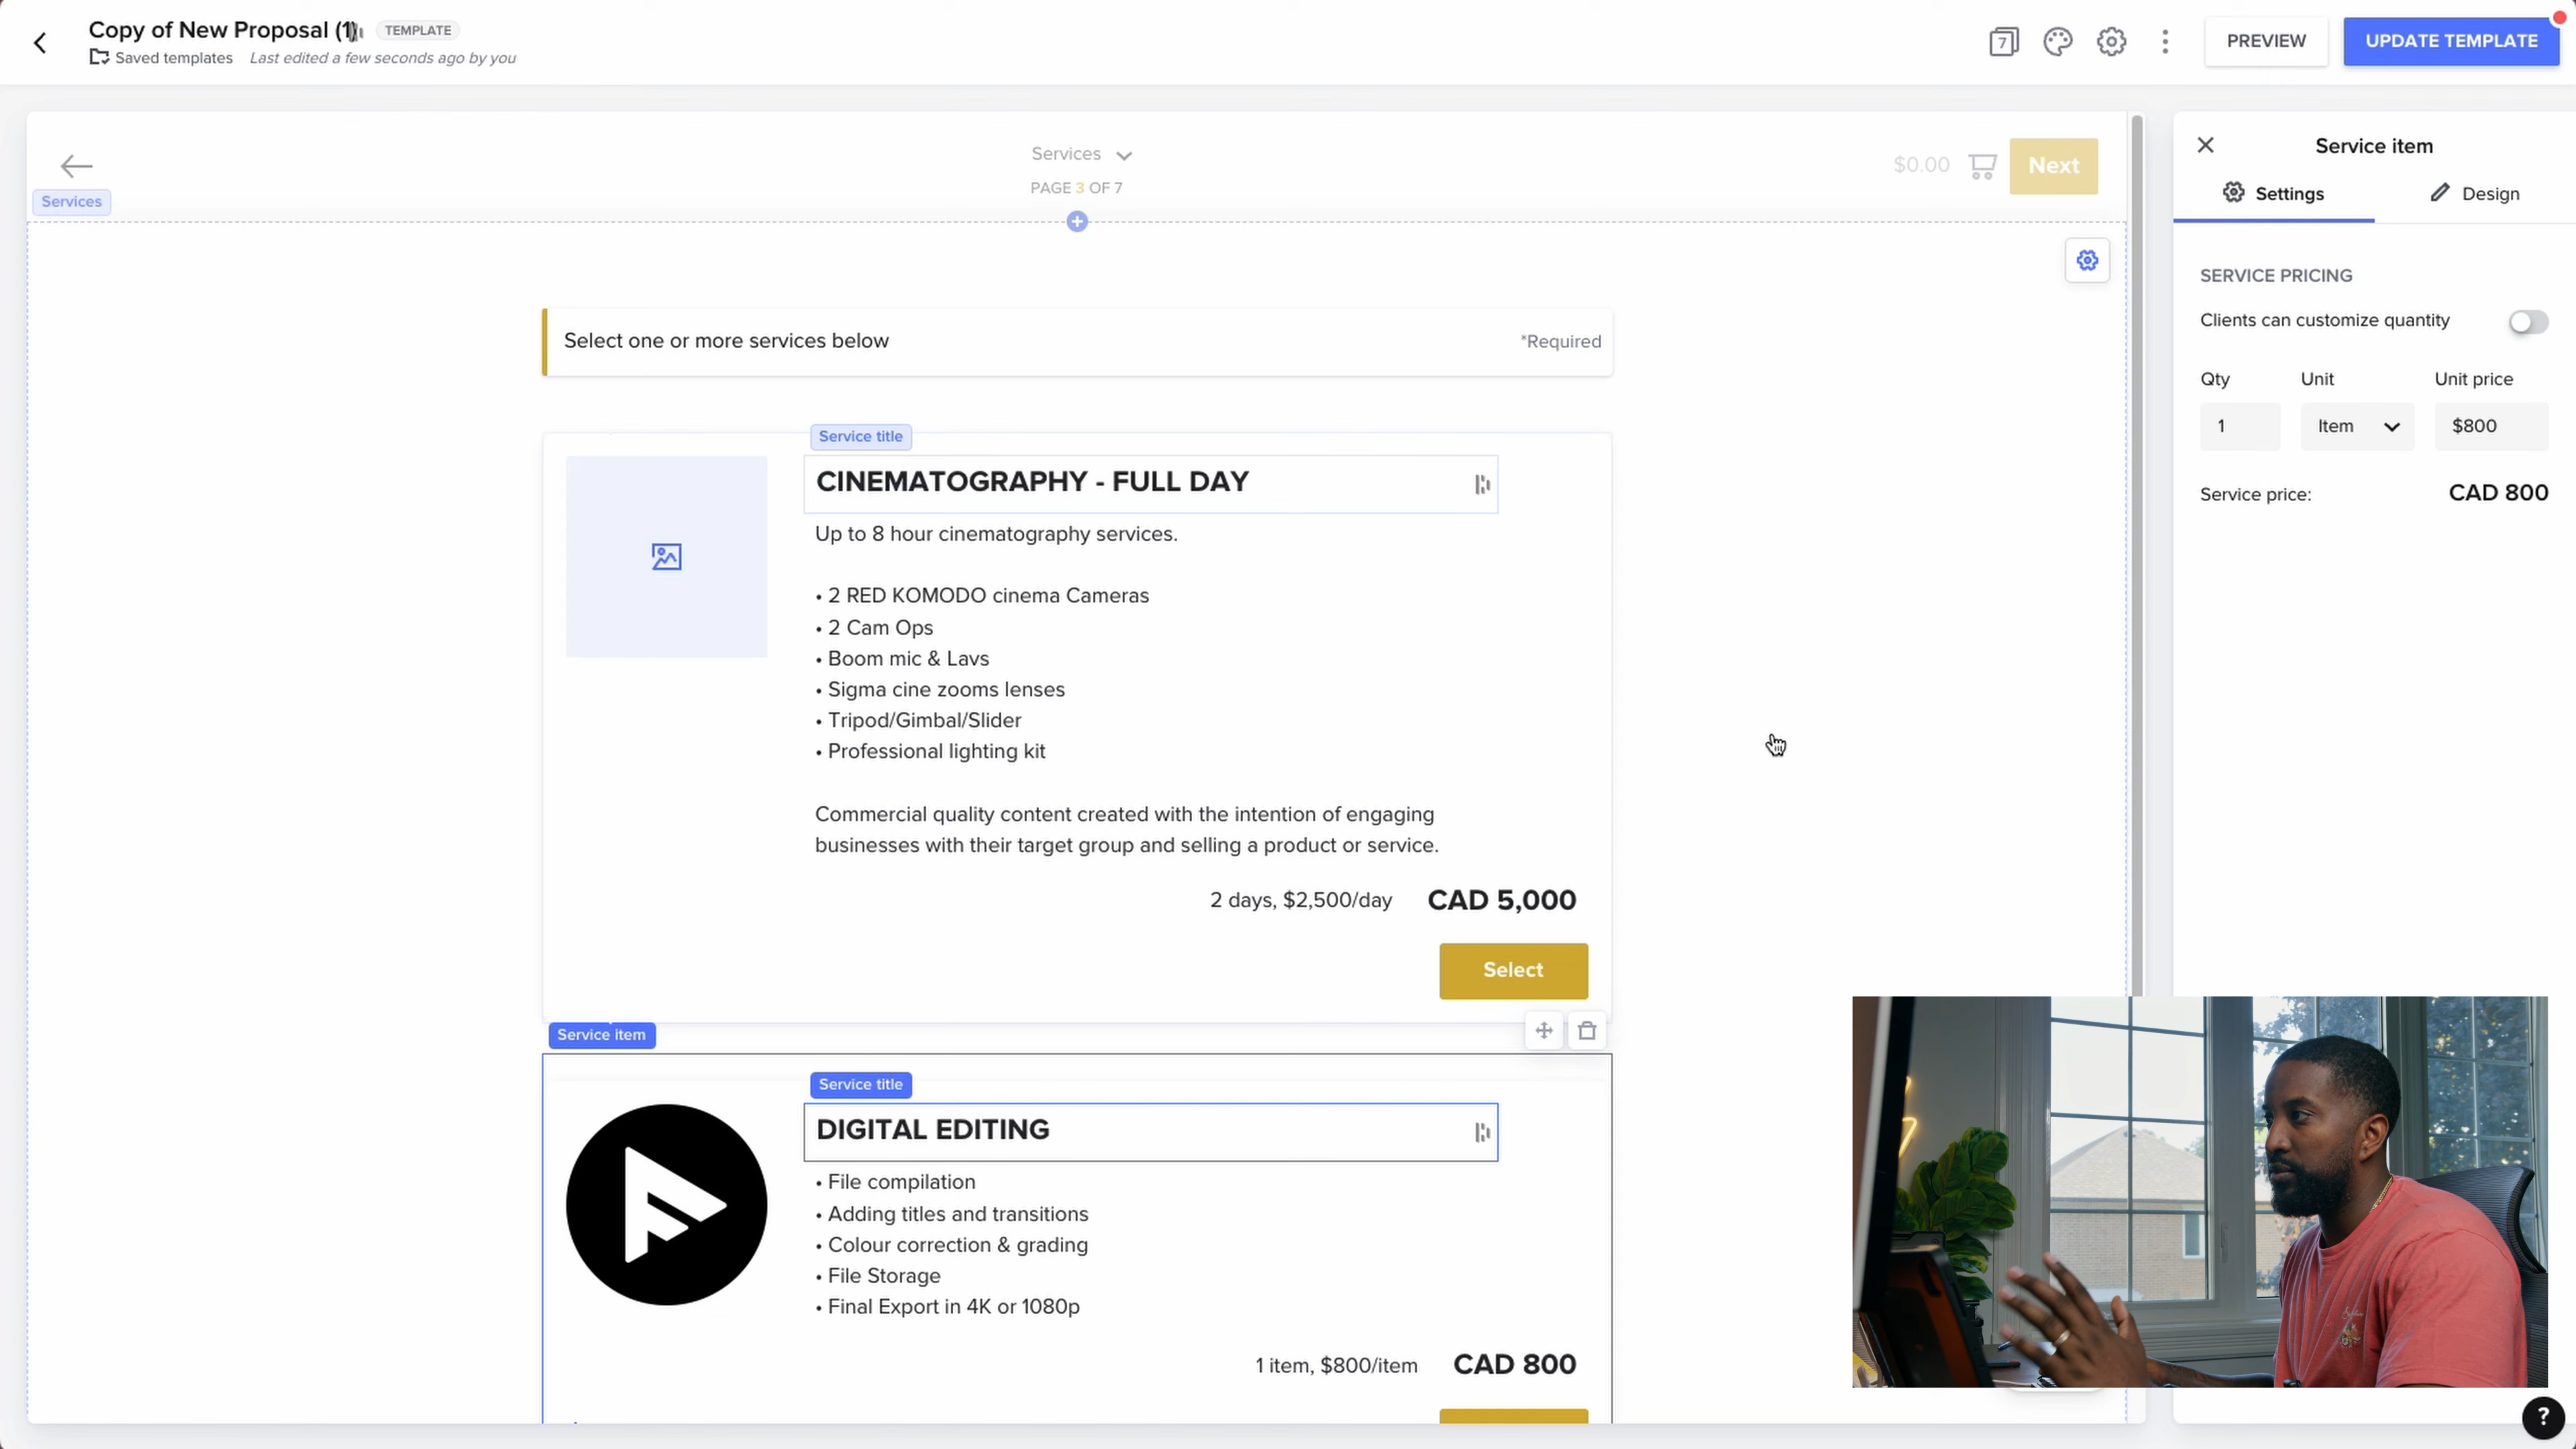 Copy of New Proposal (1)
TEMPLATE
Saved templates
Last edited a few seconds ago by you
7
PREVIEW
UPDATE TEMPLATE
Services
PAGE 3 OF 7
$0.00
Next
Services
Select one or more services below
*Required
Service title
CINEMATOGRAPHY - FULL DAY
Up to 8 hour cinematography services.
• 2 RED KOMODO cinema Cameras
• 2 Cam Ops
• Boom mic & Lavs
• Sigma cine zooms lenses
• Tripod/Gimbal/Slider
• Professional lighting kit
Commercial quality content created with the intention of engaging
businesses with their target group and selling a product or service.
2 days, $2,500/day CAD 5,000
Select
Service item
Service title
DIGITAL EDITING
• File compilation
• Adding titles and transitions
• Colour correction & grading
• File Storage
• Final Export in 4K or 1080p
1 item, $800/item CAD 800
Service item
Settings
Design
SERVICE PRICING
Clients can customize quantity
Qty Unit Unit price
1 Item $800
Service price: CAD 800
?